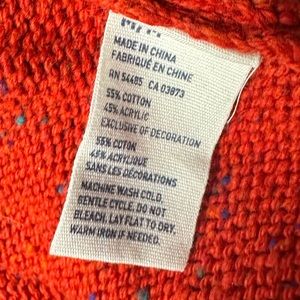 M/M
MADE IN CHINA
FABRIQUÉ EN CHINE
RN 54485 CA 03873
55% COTTON
45% ACRYLIC
EXCLUSIVE OF DECORATION
55% COTON
45% ACRYLIQUE
SANS LES DÉCORATIONS
MACHINE WASH COLD,
GENTLE CYCLE. DO NOT
BLEACH, LAY FLAT TO DRY.
WARM IRON IF NEEDED.